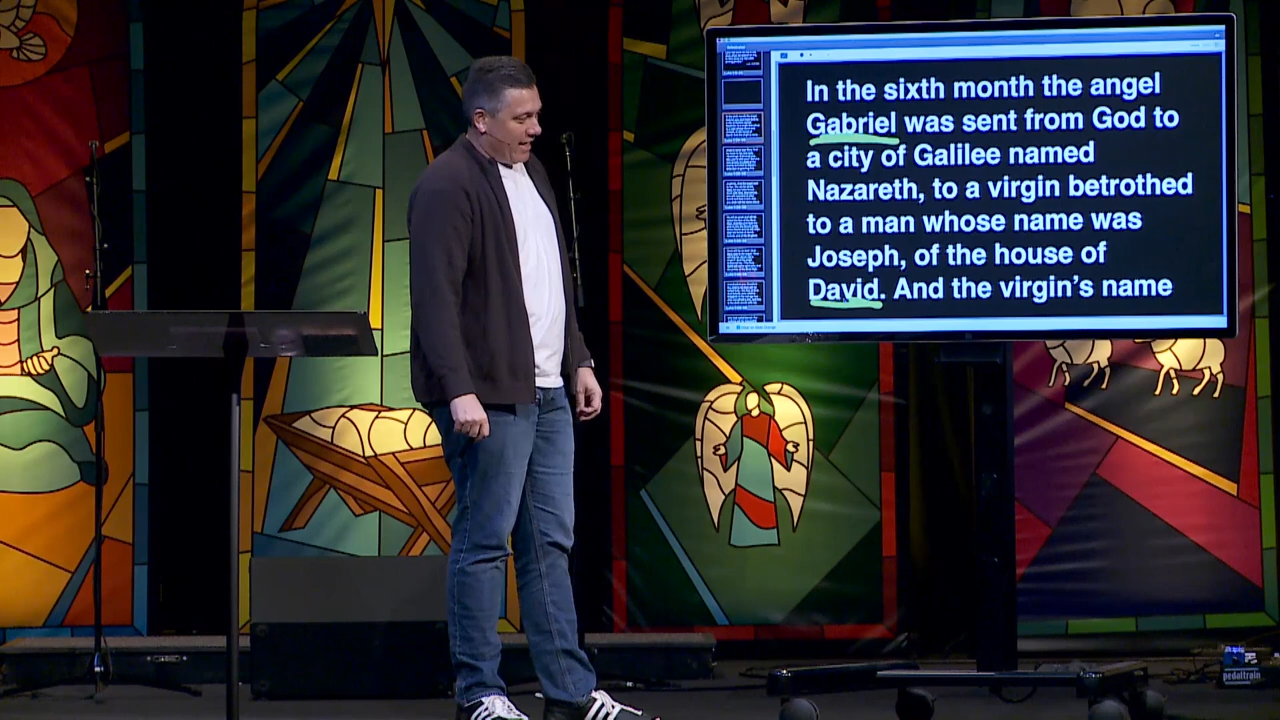 In the sixth month the angel
Gabriel was sent from God to
a city of Galilee named
Nazareth, to a virgin betrothed
to a man whose name was
Joseph, of the house of
David. And the virgin’s name
pedaltrain